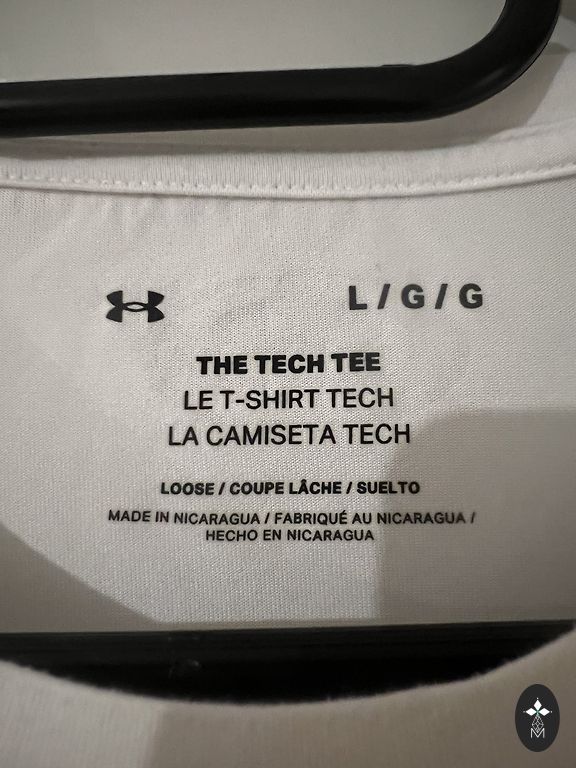 L / G / G
THE TECH TEE
LE T-SHIRT TECH
LA CAMISETA TECH
LOOSE / COUPE LÂCHE / SUELTO
MADE IN NICARAGUA / FABRIQUÉ AU NICARAGUA /
HECHO EN NICARAGUA
M